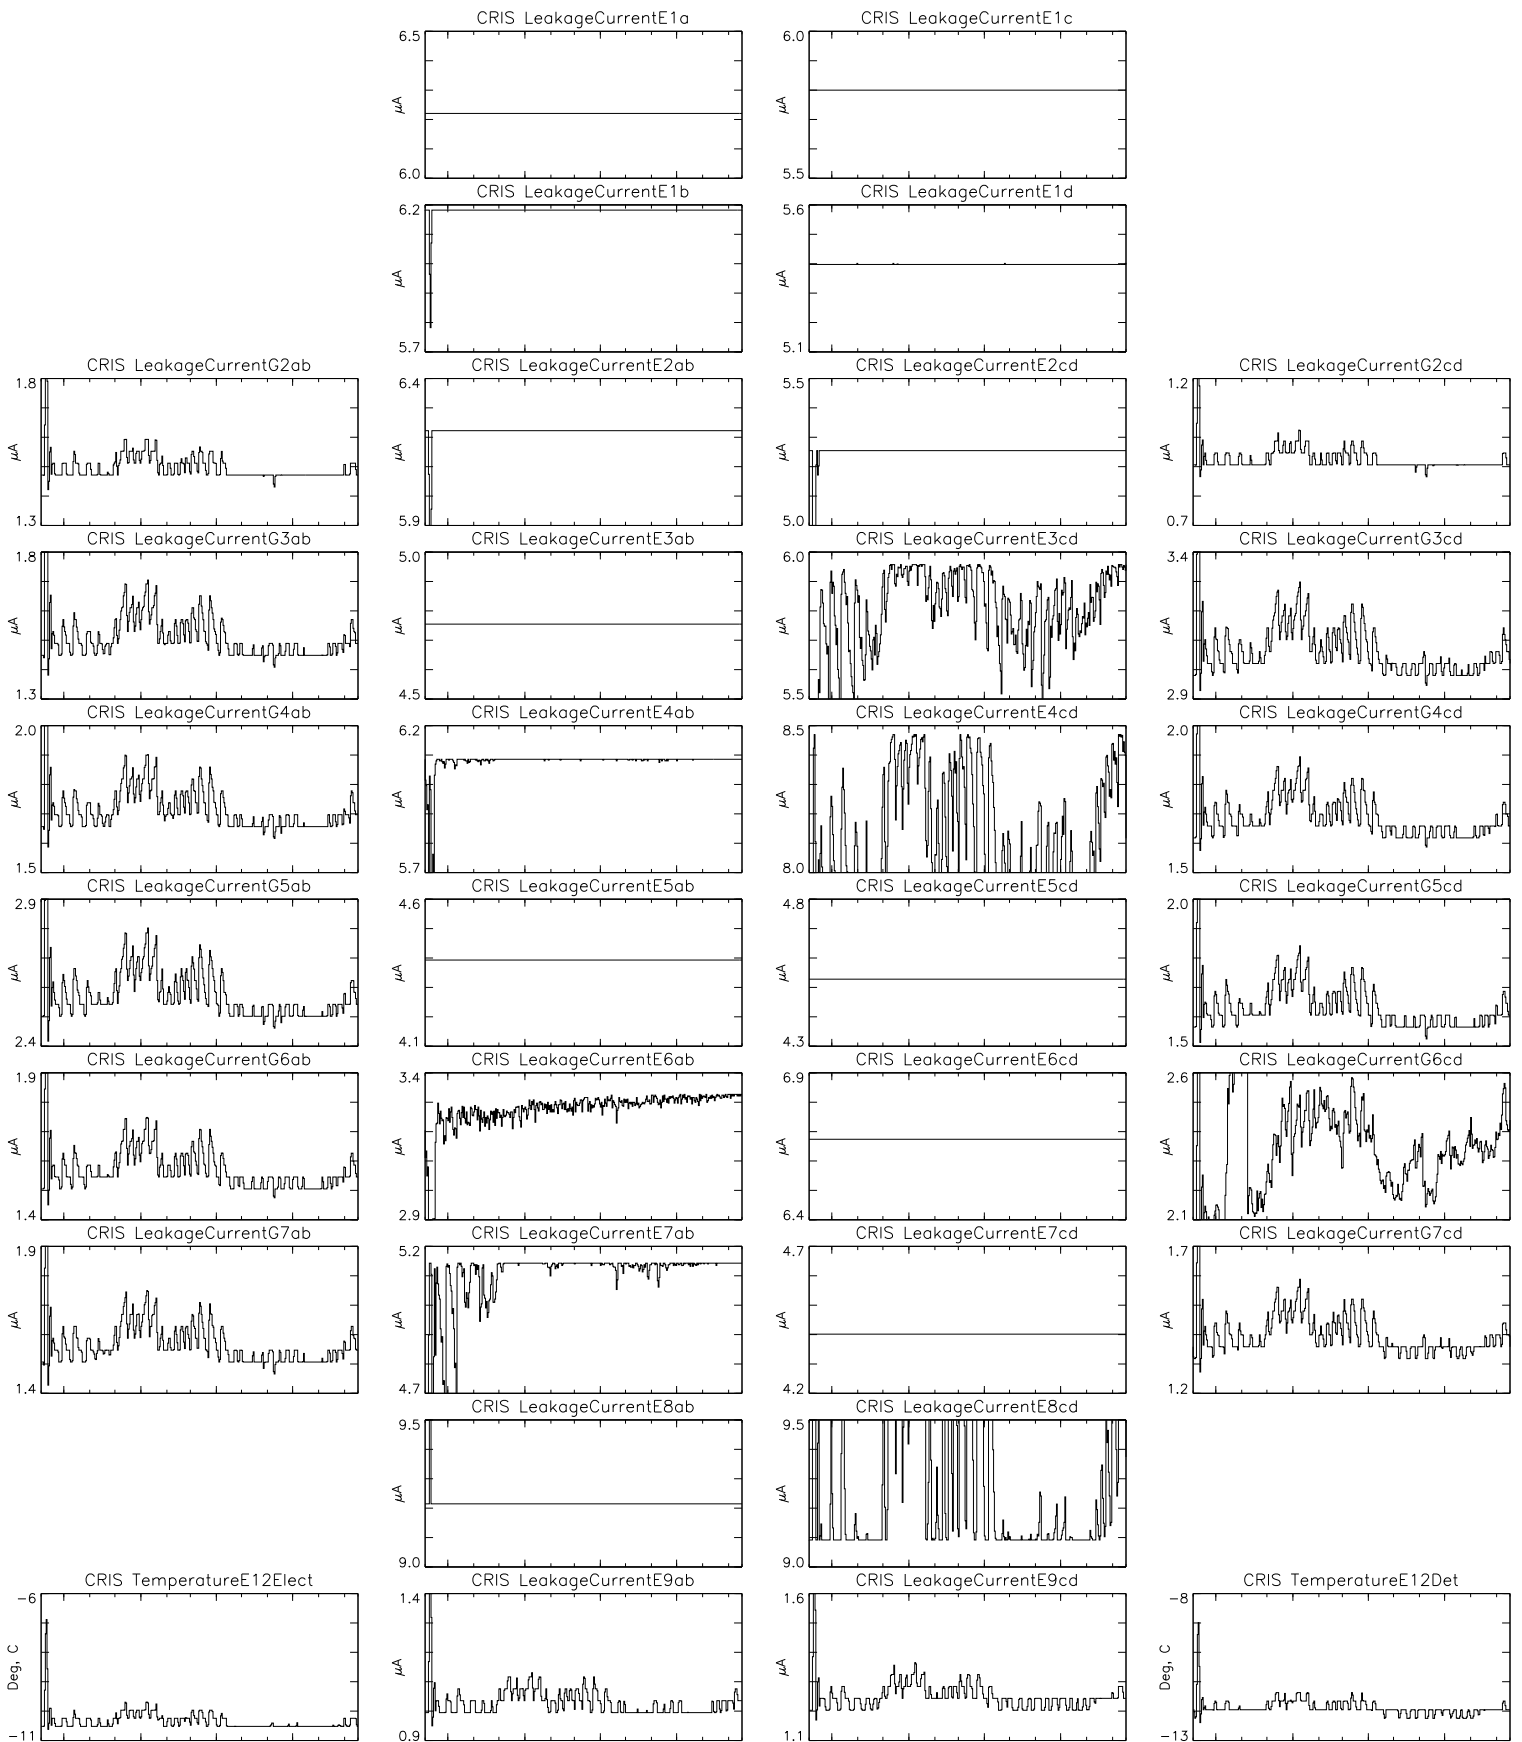 CRIS LeakageCurrentE1a
6.5
μA
6.0
CRIS LeakageCurrentE1c
6.0
μA
5.5
CRIS LeakageCurrentE1b
6.2
μA
5.7
CRIS LeakageCurrentE1d
5.6
μA
5.1
CRIS LeakageCurrentG2ab
1.8
μA
1.3
CRIS LeakageCurrentE2ab
6.4
μA
5.9
CRIS LeakageCurrentE2cd
5.5
μA
5.0
CRIS LeakageCurrentG2cd
1.2
μA
0.7
CRIS LeakageCurrentG3ab
1.8
μA
1.3
CRIS LeakageCurrentE3ab
5.0
μA
4.5
CRIS LeakageCurrentE3cd
6.0
μA
5.5
CRIS LeakageCurrentG3cd
3.4
μA
2.9
CRIS LeakageCurrentG4ab
2.0
μA
1.5
CRIS LeakageCurrentE4ab
6.2
μA
5.7
CRIS LeakageCurrentE4cd
8.5
μA
8.0
CRIS LeakageCurrentG4cd
2.0
μA
1.5
CRIS LeakageCurrentG5ab
2.9
μA
2.4
CRIS LeakageCurrentE5ab
4.6
μA
4.1
CRIS LeakageCurrentE5cd
4.8
μA
4.3
CRIS LeakageCurrentG5cd
2.0
μA
1.5
CRIS LeakageCurrentG6ab
1.9
μA
1.4
CRIS LeakageCurrentE6ab
3.4
μA
2.9
CRIS LeakageCurrentE6cd
6.9
μA
6.4
CRIS LeakageCurrentG6cd
2.6
μA
2.1
CRIS LeakageCurrentG7ab
1.9
μA
1.4
CRIS LeakageCurrentE7ab
5.2
μA
4.7
CRIS LeakageCurrentE7cd
4.7
μA
4.2
CRIS LeakageCurrentG7cd
1.7
μA
1.2
CRIS LeakageCurrentE8ab
9.5
μA
9.0
CRIS LeakageCurrentE8cd
9.5
μA
9.0
CRIS TemperatureE12Elect
−6
Deg, C
−11
CRIS LeakageCurrentE9ab
1.4
μA
0.9
CRIS LeakageCurrentE9cd
1.6
μA
1.1
CRIS TemperatureE12Det
−8
Deg, C
−13